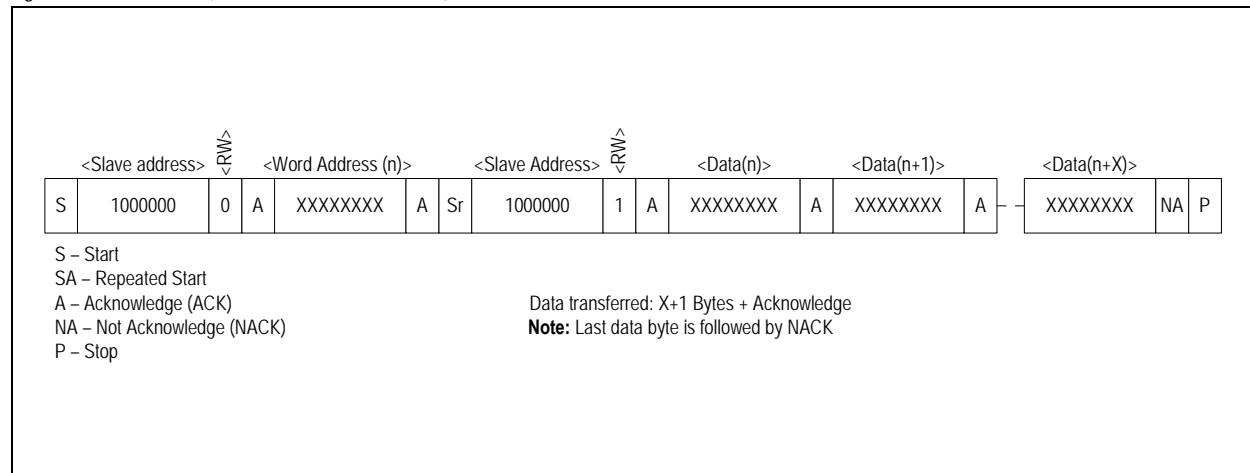 <Slave address> <RW> <Word Address (n)> <Slave Address> <RW> <Data(n)> <Data(n+1)> <Data(n+X)>
S 1000000 0 A XXXXXXXX A Sr 1000000 1 A XXXXXXXX A XXXXXXXX A XXXXXXXX NA P
S – Start
SA – Repeated Start
A – Acknowledge (ACK)
NA – Not Acknowledge (NACK)
P – Stop
Data transferred: X+1 Bytes + Acknowledge
Note: Last data byte is followed by NACK